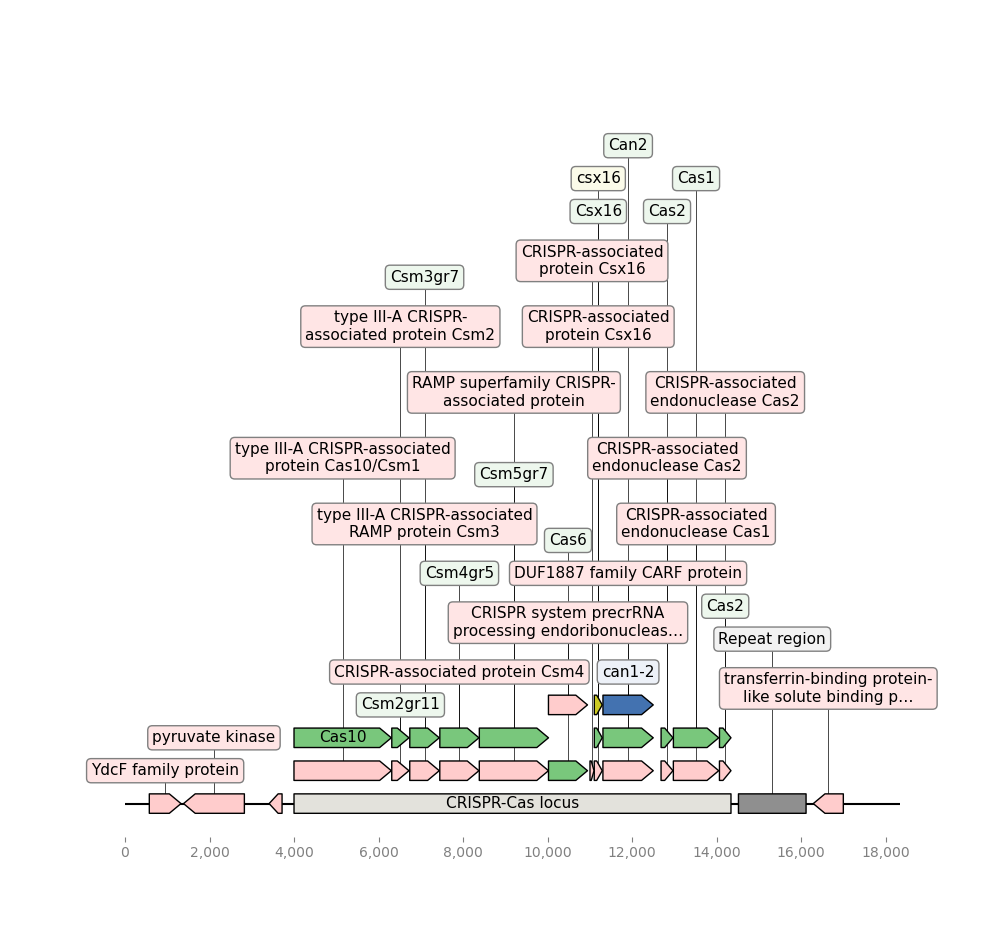 Can2
csx16
Cas1
Csx16
Cas2
CRISPR-associated
protein Csx16
Csm3gr7
type III-A CRISPR-
associated protein Csm2
CRISPR-associated
protein Csx16
RAMP superfamily CRISPR-
associated protein
CRISPR-associated
endonuclease Cas2
type III-A CRISPR-associated
protein Cas10/Csm1
CRISPR-associated
endonuclease Cas2
Csm5gr7
type III-A CRISPR-associated
RAMP protein Csm3
CRISPR-associated
endonuclease Cas1
Cas6
Csm4gr5
DUF1887 family CARF protein
Cas2
CRISPR system precrRNA
processing endoribonucleas…
Repeat region
CRISPR-associated protein Csm4
can1-2
transferrin-binding protein-
like solute binding p…
Csm2gr11
pyruvate kinase
Cas10
YdcF family protein
CRISPR-Cas locus
0 2,000 4,000 6,000 8,000 10,000 12,000 14,000 16,000 18,000